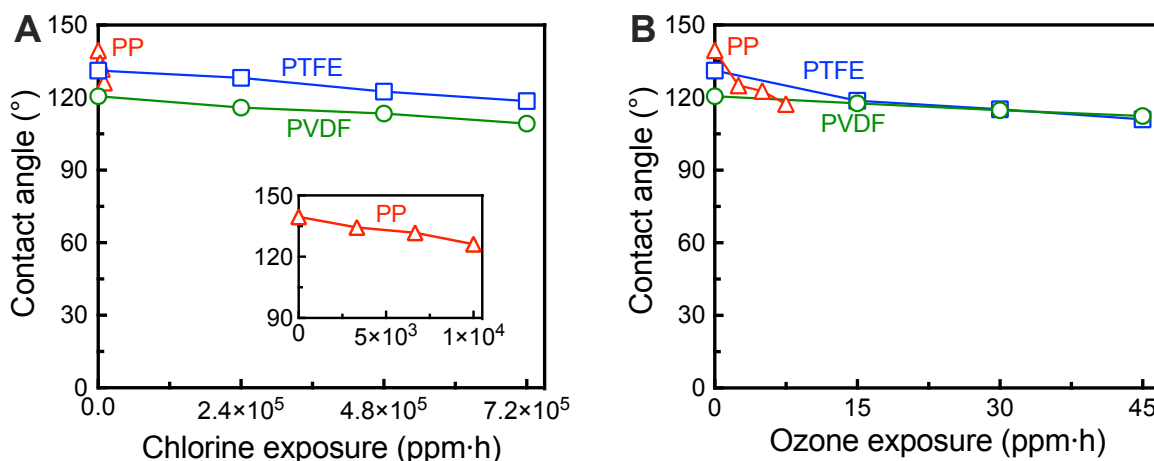 A
150
120
90
60
30
0
Contact angle (°)
PP
PTFE
PVDF
150
120
90
PP
0
5×10³
1×10⁴
0.0
2.4×10⁵
4.8×10⁵
7.2×10⁵
Chlorine exposure (ppm·h)
B
150
120
90
60
30
0
Contact angle (°)
PP
PTFE
PVDF
0
15
30
45
Ozone exposure (ppm·h)